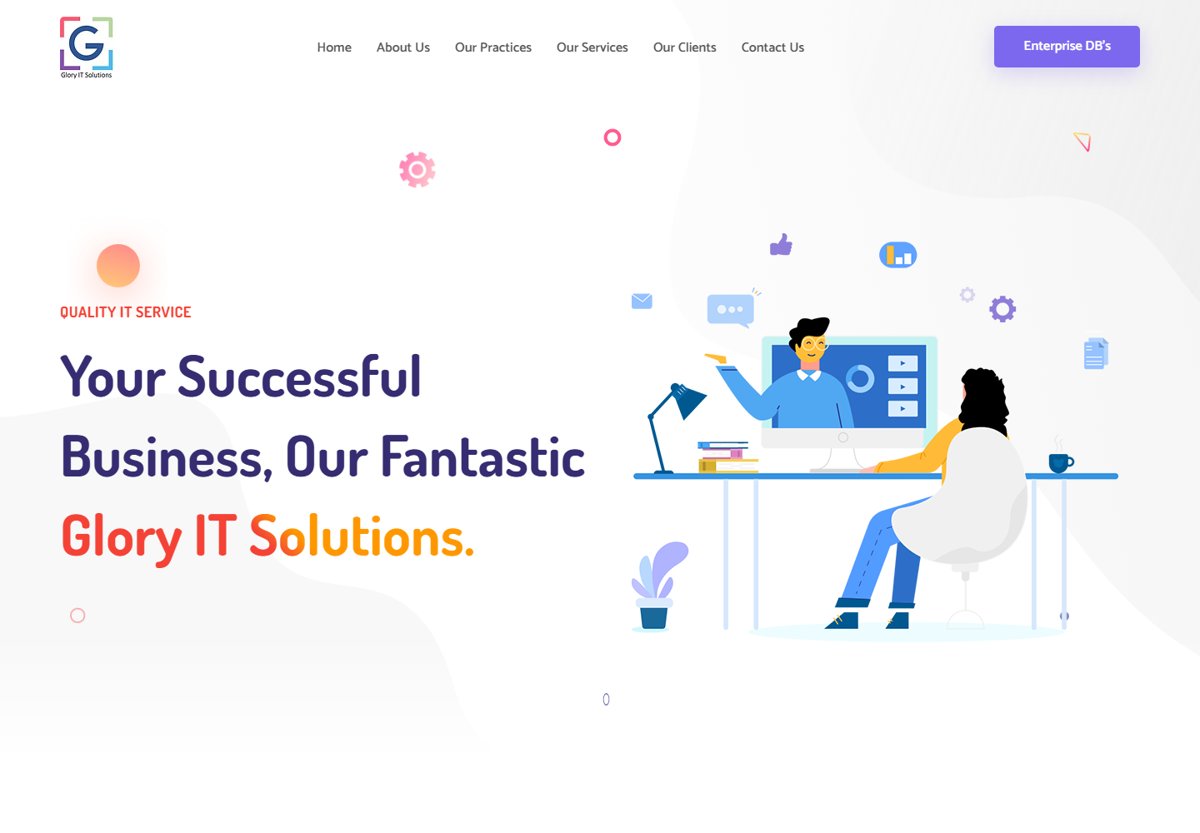 G
Glory IT Solutions
Home
About Us
Our Practices
Our Services
Our Clients
Contact Us
Enterprise DB's
QUALITY IT SERVICE
Your Successful
Business, Our Fantastic
Glory IT Solutions.